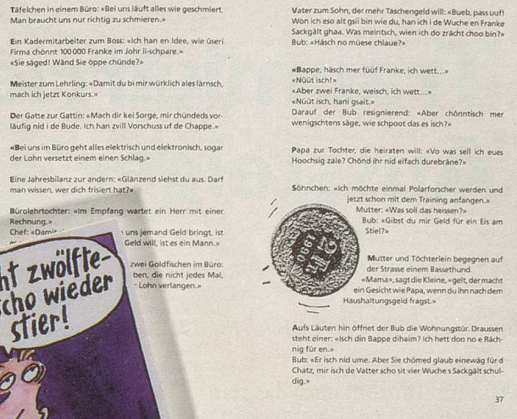 Täfelchen in einem Büro: «Bei uns läuft alles wie geschmiert.
Man braucht uns nur richtig zu schmieren.»
Ein Kadermitarbeiter zum Boss: «Ich han en Idee, wie üseri
Firma chönnt 100 000 Franke im Johr ii-schpare.»
«Sie säged! Wänd Sie öppe chünde?»
Meister zum Lehrling: «Damit du bi mir würklich ales lärnsch,
mach ich jetzt Konkurs.»
Der Gatte zur Gattin: «Mach dir kei Sorge, mir chündeds vor-
läufig nid i de Bude. Ich han zvill Vorschuss uf de Chappe.»
«Bei uns im Büro geht alles elektrisch und elektronisch, sogar
der Lohn versetzt einem einen Schlag.»
Eine Jahresbilanz zur andern: «Glänzend siehst du aus. Darf
man wissen, wer dich frisiert hat?»
Bürolehrtochter: «Im Empfang wartet ein Herr mit einer
Rechnung.»
Chef: «Damit uns jemand Geld bringt, ist
Geld will, ist es ein Mann.»
zwei Goldfischen im Büro:
ben, die nicht jedes Mal,
Lohn verlangen.»
ht zwölfte-
scho wieder
stier!
Vater zum Sohn, der mehr Taschengeld will: «Bueb, pass uuf!
Won ich eso alt gsii bin wie du, han ich i de Wuche en Franke
Sackgält ghaa. Was meintsch, wien ich do zrächt choo bin?»
Bub: «Häsch no müese chlaue?»
«Bappe, häsch mer füüf Franke, ich wett...»
«Nüüt isch!»
«Aber zwei Franke, weisch, ich wett...»
«Nüüt isch, hani gsait.»
Darauf der Bub resignierend: «Aber chönntisch mer
wenigschtens säge, wie schpoot das es isch?»
Papa zur Tochter, die heiraten will: «Vo was sell ich eues
Hoochsig zale? Chönd ihr nid eifach durebräne?»
Söhnchen: «Ich möchte einmal Polarforscher werden und
jetzt schon mit dem Training anfangen.»
Mutter: «Was soll das heissen?»
Bub: «Gibst du mir Geld für ein Eis am
Stiel?»
Mutter und Töchterlein begegnen auf
der Strasse einem Bassethund.
«Mama», sagt die Kleine, «gelt, der macht
ein Gesicht wie Papa, wenn du ihn nach dem
Haushaltungsgeld fragst.»
Aufs Läuten hin öffnet der Bub die Wohnungstür. Draussen
steht einer: «Isch din Bappe dihaim? Ich hett doo no e Räch-
nig für en.»
Bub: «Er isch nid ume. Aber Sie chömed glaub einewäg für d
Chatz, mir isch de Vatter scho sit vier Wuche s Sackgält schul-
dig.»
37